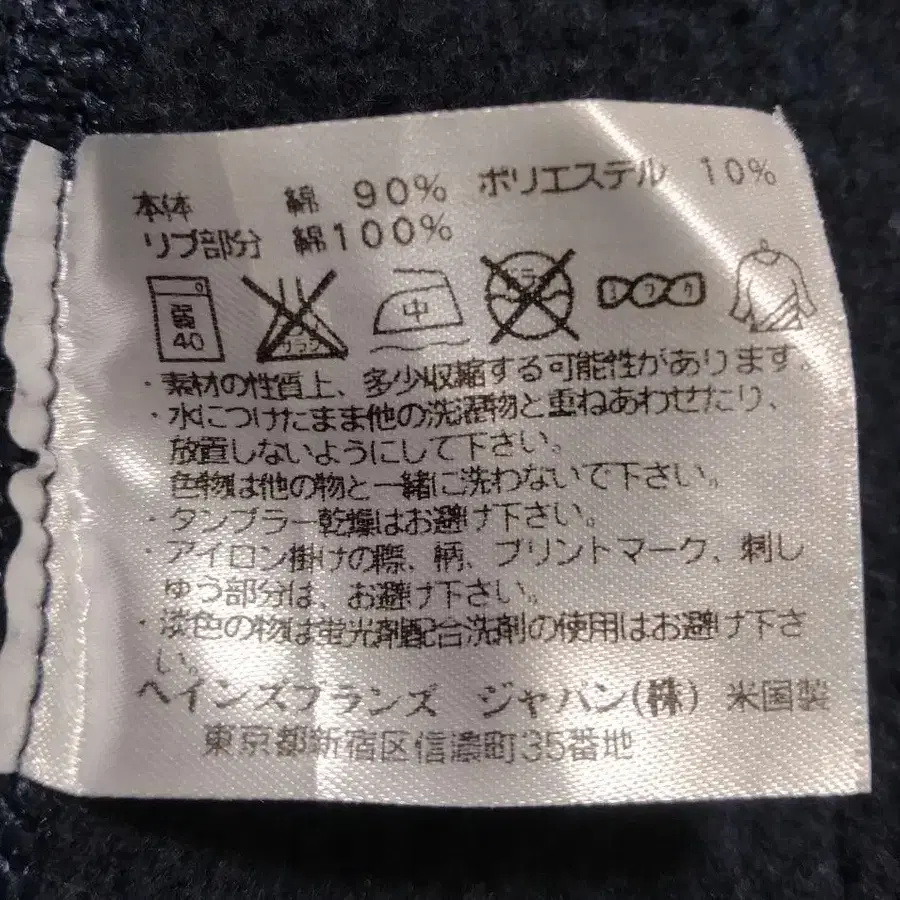 本体 綿 90% ポリエステル 10%
リブ部分 綿100%
弱 40 中 ヨワク
・素材の性質上、多少収縮する可能性があります。
・水につけたまま他の洗濯物と重ねあわせたり、
放置しないようにして下さい。
色物は他の物と一緒に洗わないで下さい。
・タンブラー乾燥はお避け下さい。
・アイロン掛けの際、柄、プリントマーク、刺し
ゅう部分は、お避け下さい。
・淡色の物は蛍光剤配合洗剤の使用はお避け下さ
い。
ヘインズブランズ ジャパン(株) 米国製
東京都新宿区信濃町35番地